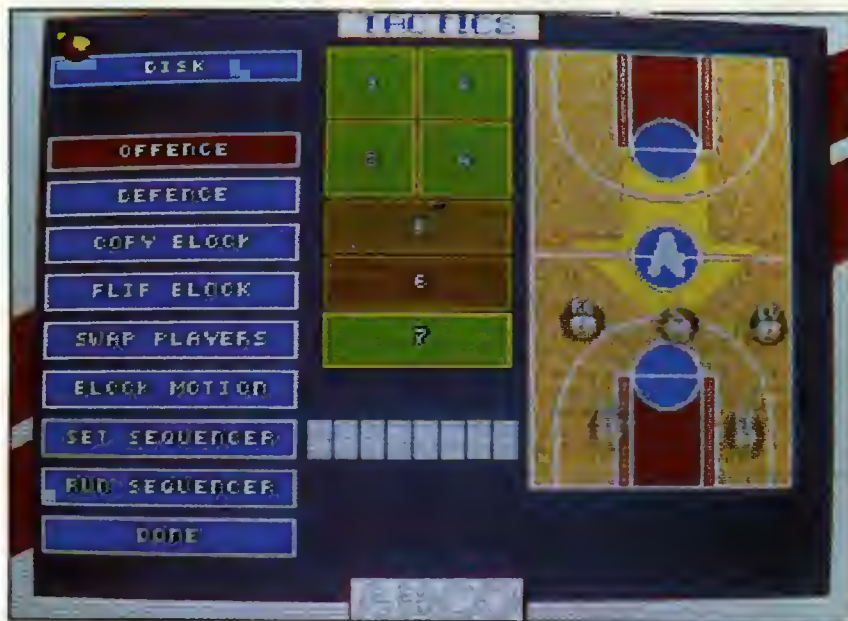 TACTICS
DISK
OFFENCE
DEFENCE
COPY BLOCK
FLIP BLOCK
SWAP PLAYERS
BLOCK MOTION
SET SEQUENCER
RUN SEQUENCER
DONE
6
7
A